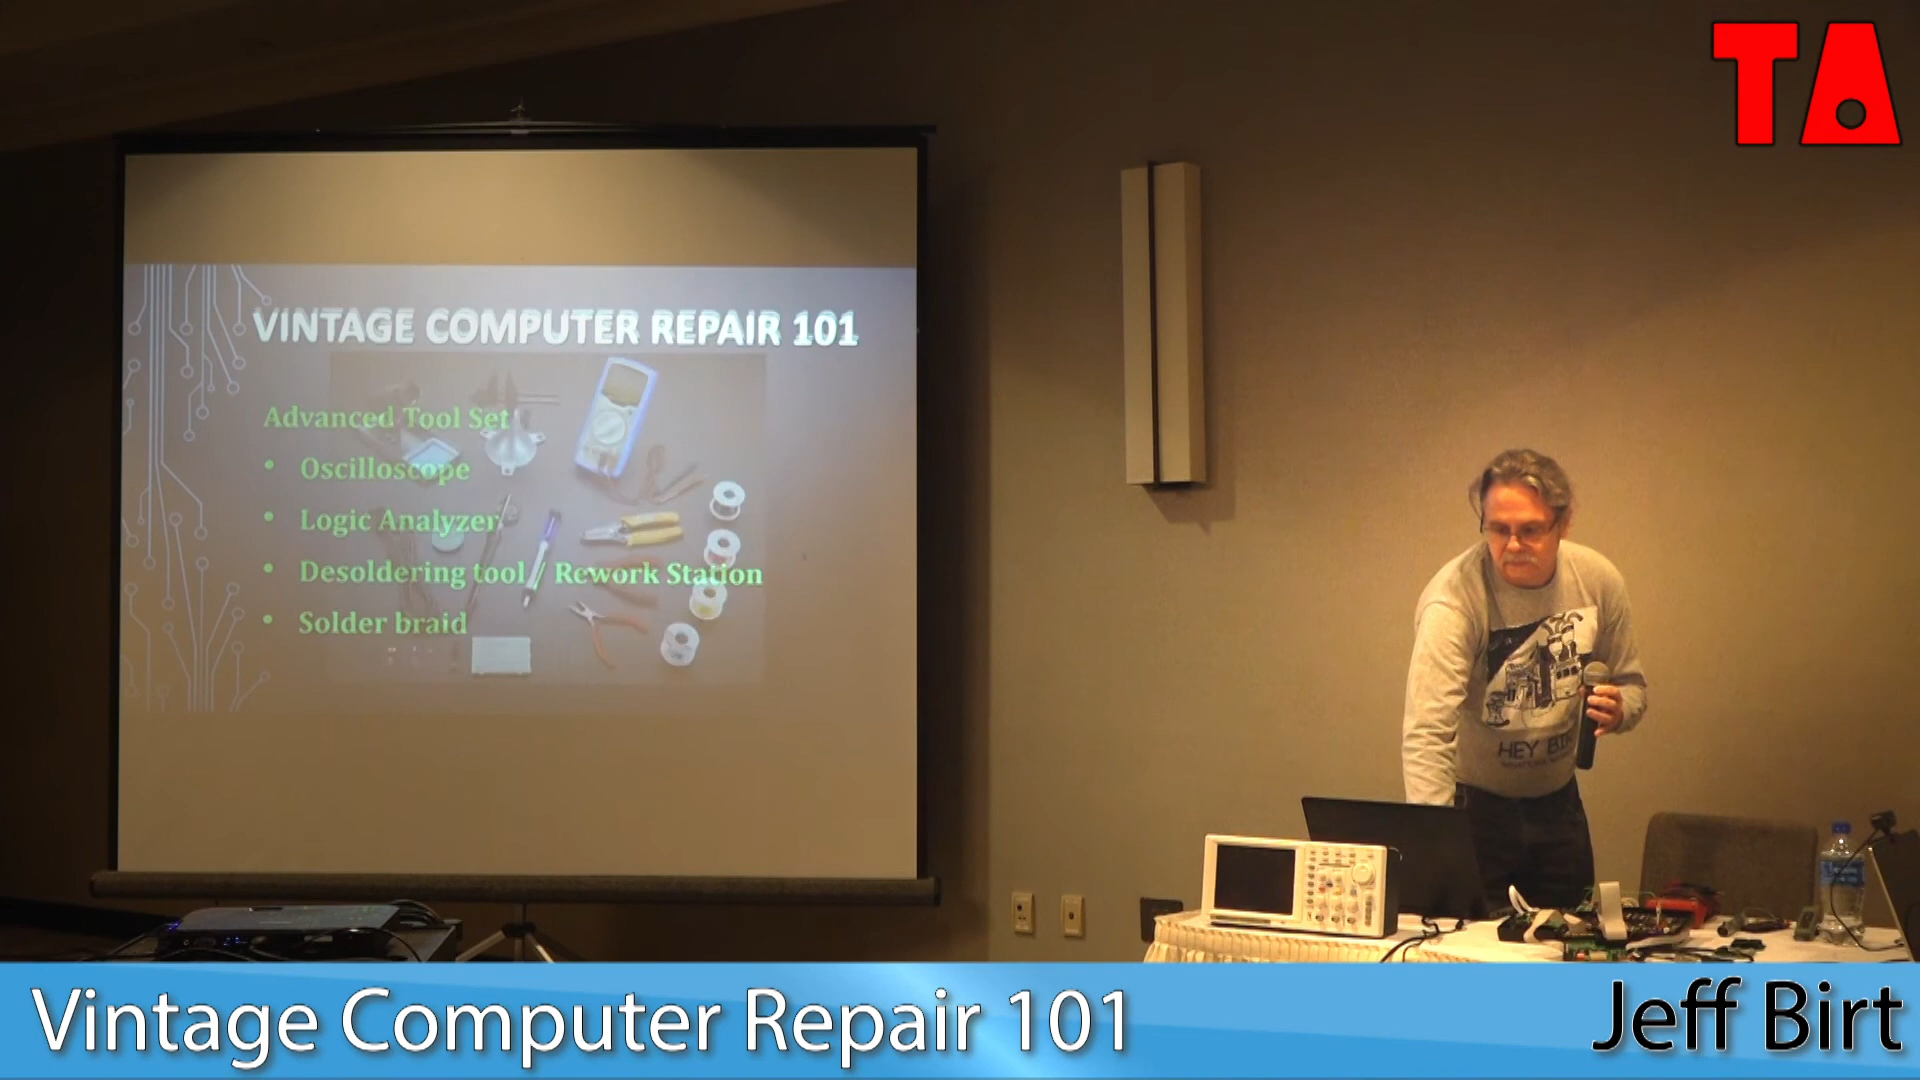 TA
VINTAGE COMPUTER REPAIR 101
Advanced Tool Set
• Oscilloscope
• Logic Analyzer
• Desoldering tool / Rework Station
• Solder braid
HEY
Vintage Computer Repair 101
Jeff Birt